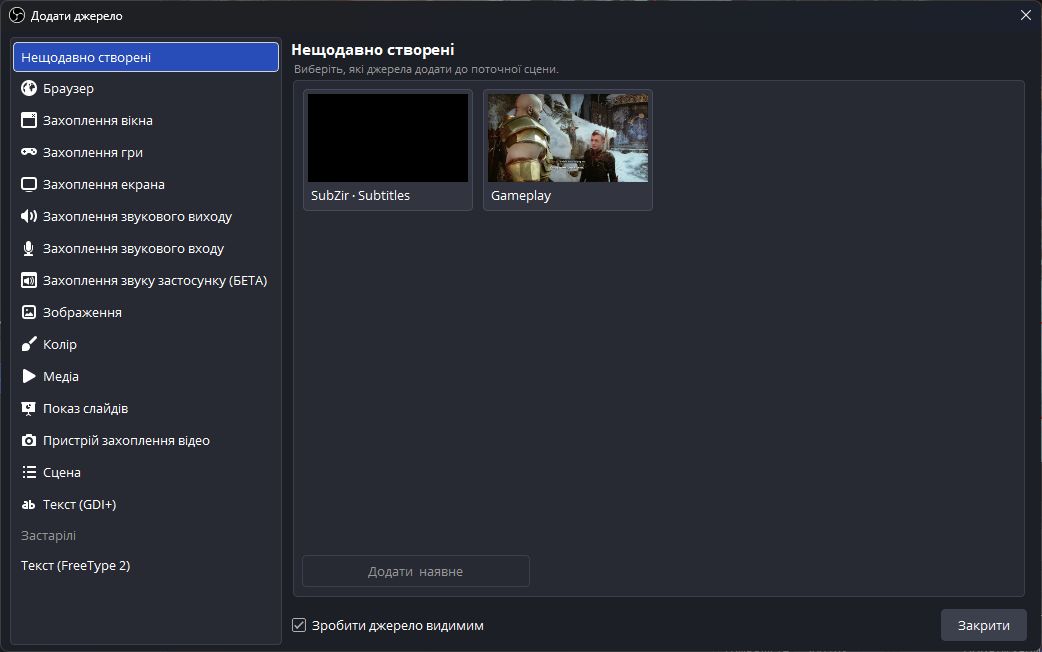 Додати джерело
Нещодавно створені
Браузер
Захоплення вікна
Захоплення гри
Захоплення екрана
Захоплення звукового виходу
Захоплення звукового входу
Захоплення звуку застосунку (БЕТА)
Зображення
Колір
Медіа
Показ слайдів
Пристрій захоплення відео
Сцена
ab Текст (GDI+)
Застарілі
Текст (FreeType 2)
Нещодавно створені
Виберіть, які джерела додати до поточної сцени.
SubZir · Subtitles
Gameplay
Додати наявне
Зробити джерело видимим
Закрити